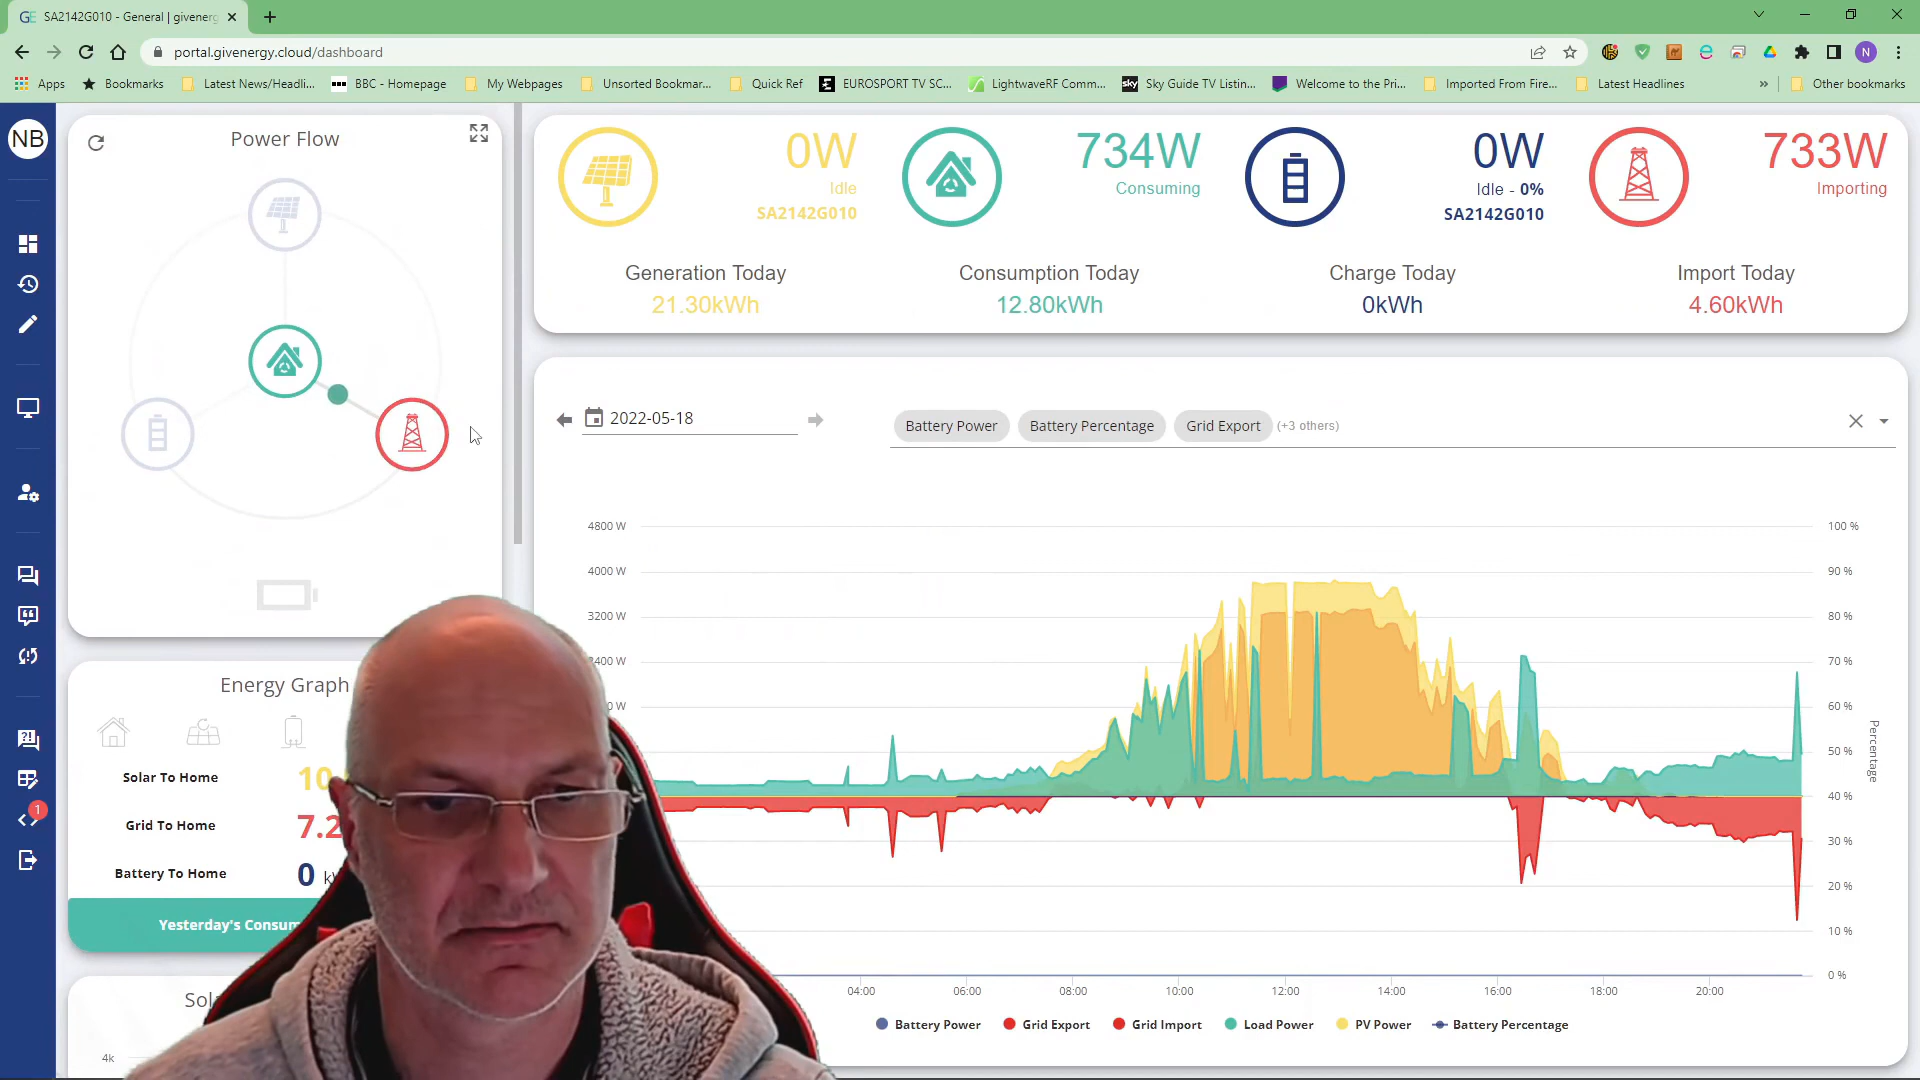 SA2142G010 - General | givenerg
portal.givenergy.cloud/dashboard
N
Apps
Bookmarks
Latest News/Headli...
BBC - Homepage
My Webpages
Unsorted Bookmar...
Quick Ref
EUROSPORT TV SC...
LightwaveRF Comm...
sky
Sky Guide TV Listin...
Welcome to the Pri...
Imported From Fire...
Latest Headlines
»
Other bookmarks
NB
1
Power Flow
0W
Idle
SA2142G010
734W
Consuming
0W
Idle - 0%
SA2142G010
733W
Importing
Generation Today
21.30kWh
Consumption Today
12.80kWh
Charge Today
0kWh
Import Today
4.60kWh
2022-05-18
Battery Power
Battery Percentage
Grid Export
(+3 others)
4800 W
4000 W
3200 W
100 %
90 %
80 %
70 %
60 %
50 %
40 %
30 %
20 %
10 %
0 %
Percentage
04:00
06:00
08:00
10:00
12:00
14:00
16:00
18:00
20:00
Battery Power
Grid Export
Grid Import
Load Power
PV Power
Battery Percentage
Energy Graph
Solar To Home
10
Grid To Home
7.2
Battery To Home
0
Yesterday's Consum
4k